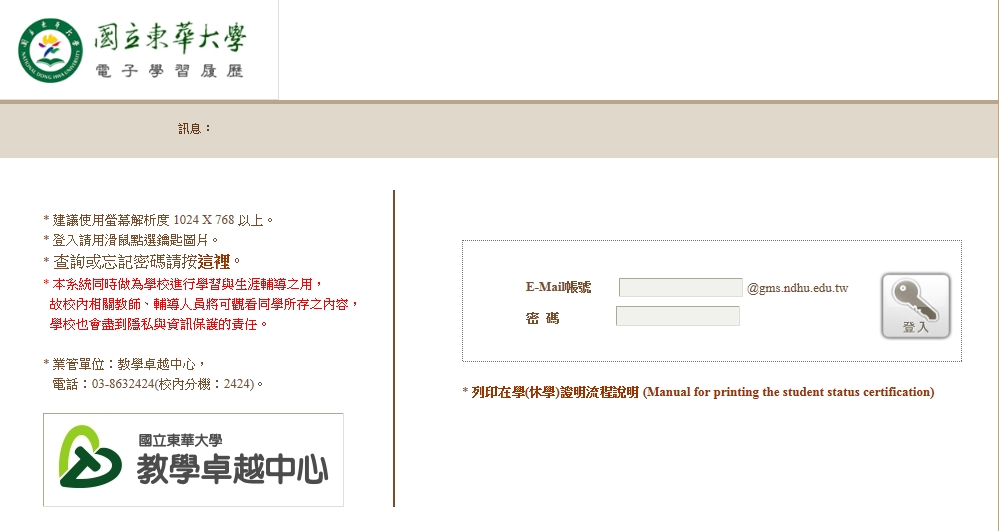 國立東華大學
電子學習履歷
訊息：
* 建議使用螢幕解析度 1024 X 768 以上。
* 登入請用滑鼠點選鑰匙圖片。
* 查詢或忘記密碼請按這裡。
* 本系統同時做為學校進行學習與生涯輔導之用，
故校內相關教師、輔導人員將可觀看同學所存之內容，
學校也會盡到隱私與資訊保護的責任。
* 業管單位：教學卓越中心，
電話：03-8632424(校內分機：2424)。
國立東華大學
教學卓越中心
E-Mail帳號 @gms.ndhu.edu.tw
密 碼
登入
* 列印在學(休學)證明流程說明 (Manual for printing the student status certification)